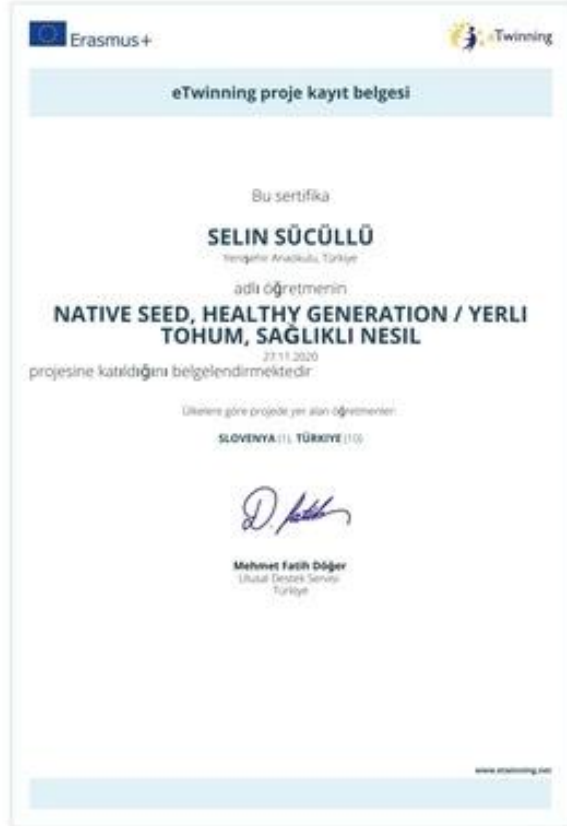 Erasmus+
eTwinning
eTwinning proje kayıt belgesi
Bu sertifika
SELIN SÜCÜLLÜ
Yenişehir Anaokulu, Türkiye
adlı öğretmenin
NATIVE SEED, HEALTHY GENERATION / YERLI
TOHUM, SAĞLIKLI NESIL
27.11.2020
projesine katıldığını belgelendirmektedir
Ülkelere göre projede yer alan öğretmenler:
SLOVENYA (1), TÜRKIYE (10)
Mehmet Fatih Döğer
Ulusal Destek Servisi
Türkiye
www.etwinning.net